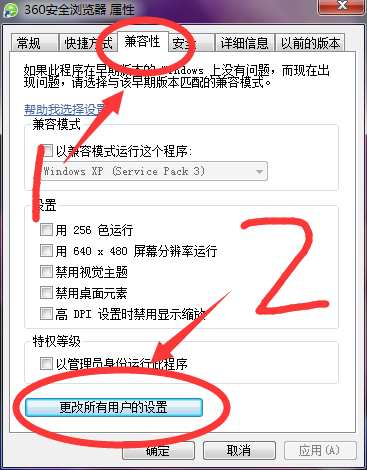 360安全浏览器 属性
常规 快捷方式 兼容性 安全 详细信息 以前的版本
如果此程序在早期版本的 Windows 上没有问题，而现在出
现问题，请选择与该早期版本匹配的兼容模式。
帮助我选择设置
兼容模式
以兼容模式运行这个程序:
Windows XP (Service Pack 3)
1
设置
用 256 色运行
用 640 x 480 屏幕分辨率运行
禁用视觉主题
禁用桌面元素
高 DPI 设置时禁用显示缩放
2
特权等级
以管理员身份运行此程序
更改所有用户的设置
确定 取消 应用(A)